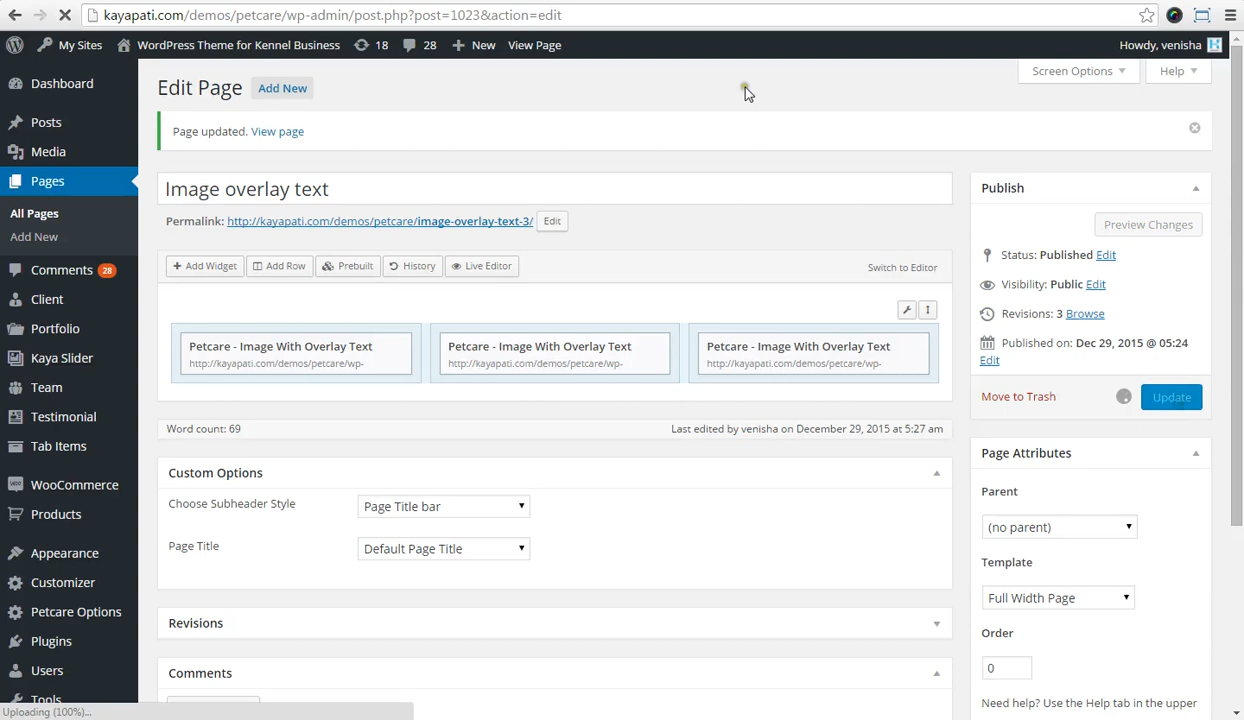 kayapati.com/demos/petcare/wp-admin/post.php?post=1023&action=edit
My Sites WordPress Theme for Kennel Business 18 28 New View Page Howdy, venisha
Dashboard
Posts
Media
Pages
All Pages
Add New
Comments 28
Client
Portfolio
Kaya Slider
Team
Testimonial
Tab Items
WooCommerce
Products
Appearance
Customizer
Petcare Options
Plugins
Users
Tools
Screen Options Help
Edit Page Add New
Page updated. View page
Image overlay text
Permalink: http://kayapati.com/demos/petcare/image-overlay-text-3/ Edit
Add Widget Add Row Prebuilt History Live Editor Switch to Editor
Petcare - Image With Overlay Text Petcare - Image With Overlay Text Petcare - Image With Overlay Text
http://kayapati.com/demos/petcare/wp- http://kayapati.com/demos/petcare/wp- http://kayapati.com/demos/petcare/wp-
Word count: 69 Last edited by venisha on December 29, 2015 at 5:27 am
Custom Options
Choose Subheader Style Page Title bar
Page Title Default Page Title
Revisions
Comments
Publish
Preview Changes
Status: Published Edit
Visibility: Public Edit
Revisions: 3 Browse
Published on: Dec 29, 2015 @ 05:24
Edit
Move to Trash Update
Page Attributes
Parent
(no parent)
Template
Full Width Page
Order
0
Need help? Use the Help tab in the upper
Uploading (100%)...